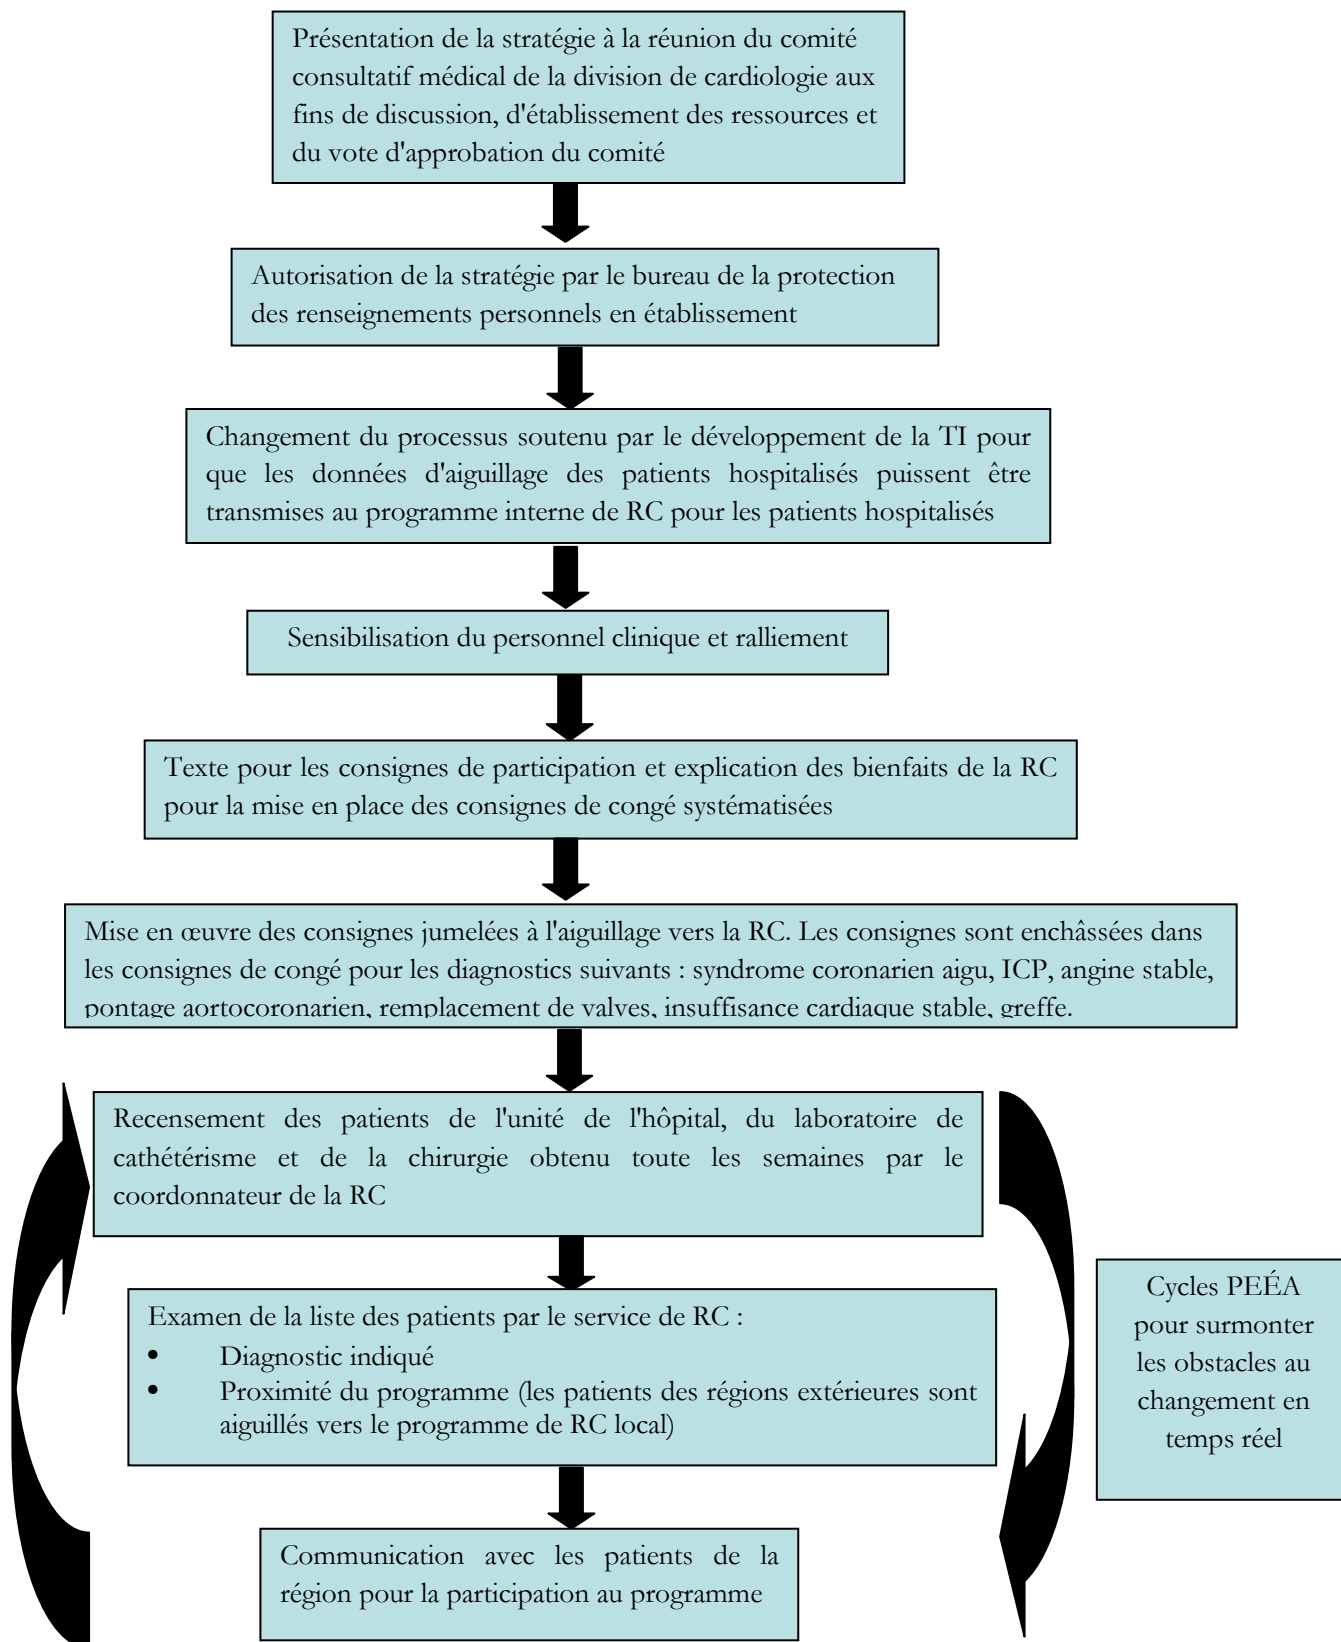 Présentation de la stratégie à la réunion du comité
consultatif médical de la division de cardiologie aux
fins de discussion, d'établissement des ressources et
du vote d'approbation du comité
Autorisation de la stratégie par le bureau de la protection
des renseignements personnels en établissement
Changement du processus soutenu par le développement de la TI pour
que les données d'aiguillage des patients hospitalisés puissent être
transmises au programme interne de RC pour les patients hospitalisés
Sensibilisation du personnel clinique et ralliement
Texte pour les consignes de participation et explication des bienfaits de la RC
pour la mise en place des consignes de congé systématisées
Mise en œuvre des consignes jumelées à l'aiguillage vers la RC. Les consignes sont enchâssées dans
les consignes de congé pour les diagnostics suivants : syndrome coronarien aigu, ICP, angine stable,
pontage aortocoronarien, remplacement de valves, insuffisance cardiaque stable, greffe.
Recensement des patients de l'unité de l'hôpital, du laboratoire de
cathétérisme et de la chirurgie obtenu toute les semaines par le
coordonnateur de la RC
Examen de la liste des patients par le service de RC :
• Diagnostic indiqué
• Proximité du programme (les patients des régions extérieures sont
aiguillés vers le programme de RC local)
Cycles PEÉA
pour surmonter
les obstacles au
changement en
temps réel
Communication avec les patients de la
région pour la participation au programme